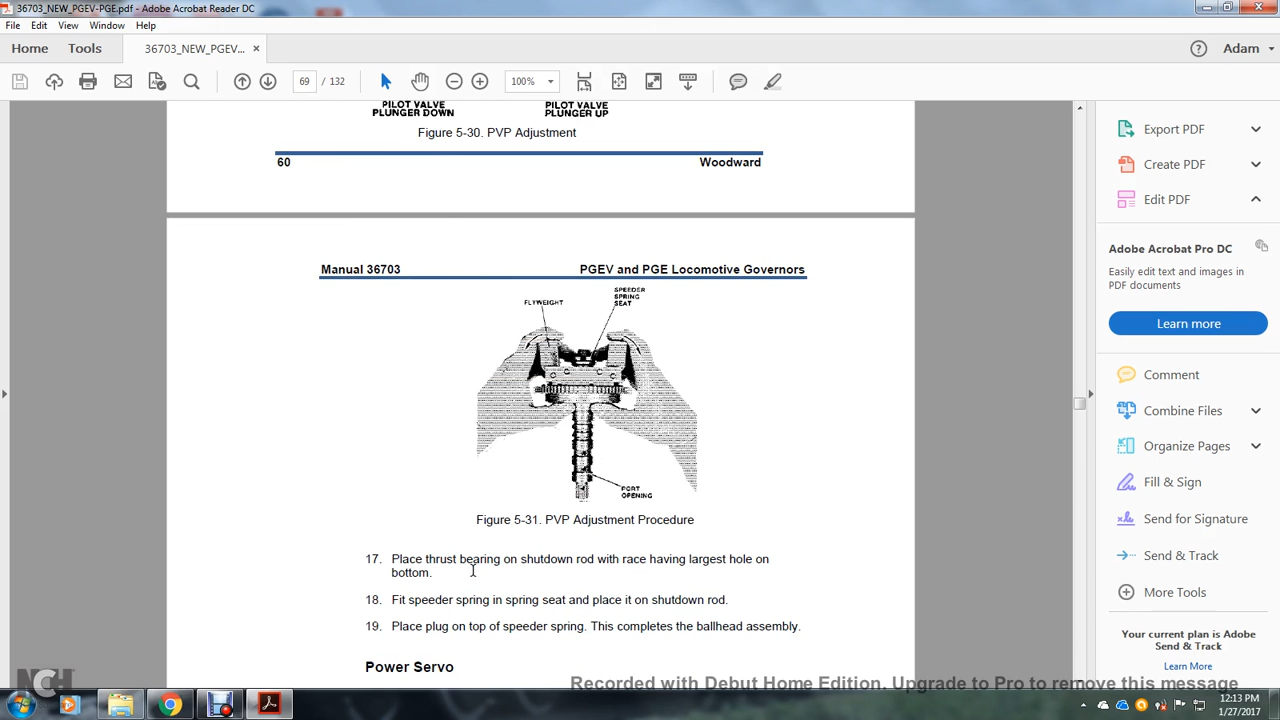 36703_NEW_PGEV-PGE.pdf - Adobe Acrobat Reader DC
File Edit View Window Help
Home Tools 36703_NEW_PGEV... × Adam
69 / 132 100%
PILOT VALVE PLUNGER DOWN
PILOT VALVE PLUNGER UP
Figure 5-30. PVP Adjustment
60 Woodward
Manual 36703 PGEV and PGE Locomotive Governors
FLYWEIGHT
SPEEDER
SPRING
SEAT
PORT
OPENING
Figure 5-31. PVP Adjustment Procedure
17. Place thrust bearing on shutdown rod with race having largest hole on
bottom.
18. Fit speeder spring in spring seat and place it on shutdown rod.
19. Place plug on top of speeder spring. This completes the ballhead assembly.
Power Servo
Export PDF
Create PDF
Edit PDF
Adobe Acrobat Pro DC
Easily edit text and images in
PDF documents
Learn more
Comment
Combine Files
Organize Pages
Fill & Sign
Send for Signature
Send & Track
More Tools
Your current plan is Adobe
Send & Track
Learn More
NCH
Recorded with Debut Home Edition. Upgrade to Pro to remove this message
12:13 PM
1/27/2017